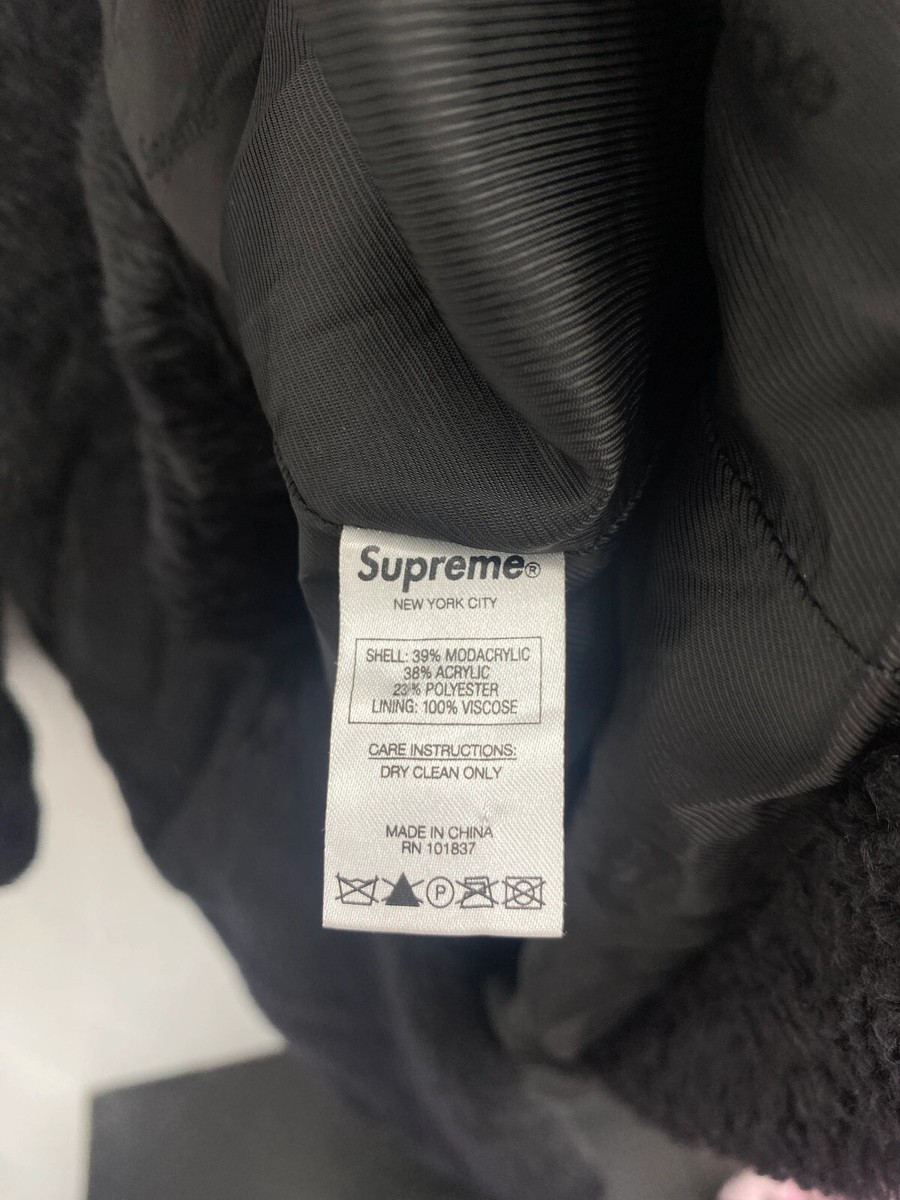 Supreme®
NEW YORK CITY
SHELL: 39% MODACRYLIC
38% ACRYLIC
23% POLYESTER
LINING: 100% VISCOSE
CARE INSTRUCTIONS:
DRY CLEAN ONLY
MADE IN CHINA
RN 101837
P